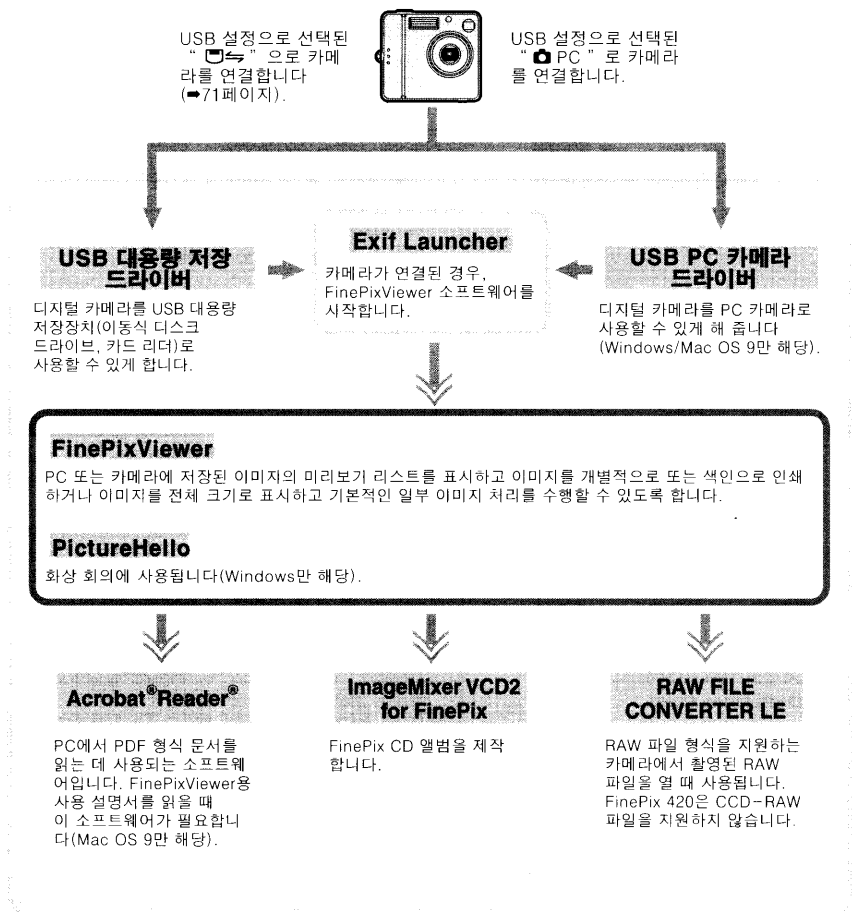 USB 설정으로 선택된
“ ⇋ ” 으로 카메
라를 연결합니다
(➡71페이지).
USB 설정으로 선택된
“ PC ” 로 카메라
를 연결합니다.
USB 대용량 저장
드라이버
디지털 카메라를 USB 대용량
저장장치(이동식 디스크
드라이브, 카드 리더)로
사용할 수 있게 합니다.
Exif Launcher
카메라가 연결된 경우,
FinePixViewer 소프트웨어를
시작합니다.
USB PC 카메라
드라이버
디지털 카메라를 PC 카메라로
사용할 수 있게 해 줍니다
(Windows/Mac OS 9만 해당).
FinePixViewer
PC 또는 카메라에 저장된 이미지의 미리보기 리스트를 표시하고 이미지를 개별적으로 또는 색인으로 인쇄
하거나 이미지를 전체 크기로 표시하고 기본적인 일부 이미지 처리를 수행할 수 있도록 합니다.
PictureHello
화상 회의에 사용됩니다(Windows만 해당).
Acrobat®Reader®
PC에서 PDF 형식 문서를
읽는 데 사용되는 소프트웨
어입니다. FinePixViewer용
사용 설명서를 읽을 때
이 소프트웨어가 필요합니
다(Mac OS 9만 해당).
ImageMixer VCD2
for FinePix
FinePix CD 앨범을 제작
합니다.
RAW FILE
CONVERTER LE
RAW 파일 형식을 지원하는
카메라에서 촬영된 RAW
파일을 열 때 사용됩니다.
FinePix 420은 CCD-RAW
파일을 지원하지 않습니다.